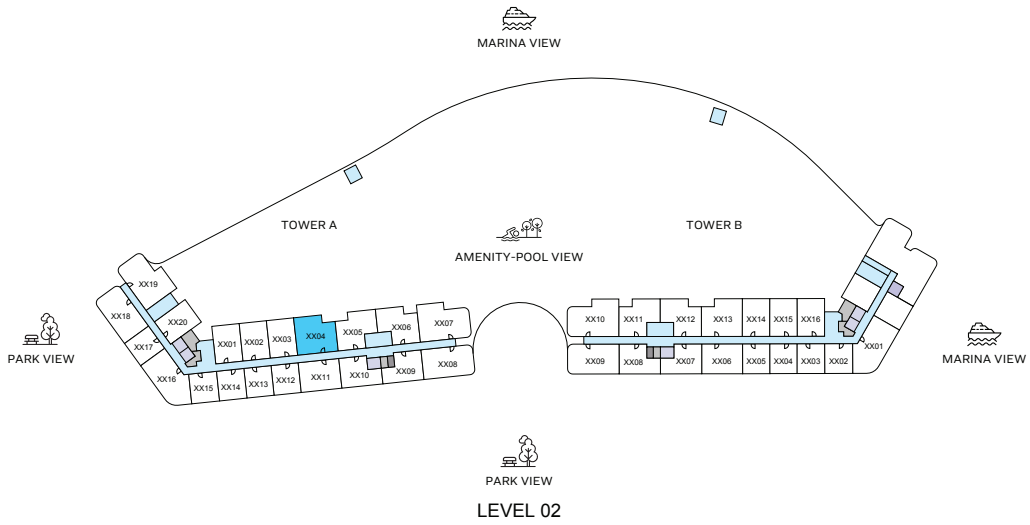 MARINA VIEW
TOWER A
TOWER B
AMENITY-POOL VIEW
XX19
XX18
XX20
XX17
XX16
XX01
XX02
XX03
XX04
XX05
XX06
XX07
XX15
XX14
XX13
XX12
XX11
XX10
XX09
XX08
XX10
XX11
XX12
XX13
XX14
XX15
XX16
XX09
XX08
XX07
XX06
XX05
XX04
XX03
XX02
XX01
PARK VIEW
MARINA VIEW
PARK VIEW
LEVEL 02